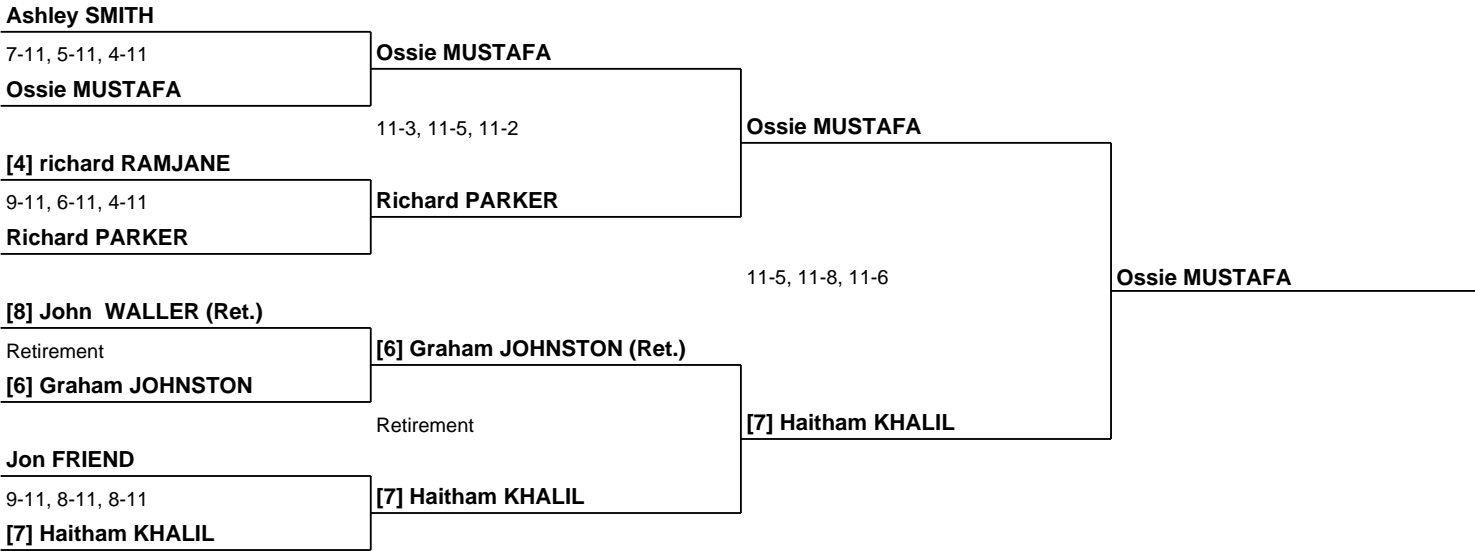 Ashley SMITH
7-11, 5-11, 4-11
Ossie MUSTAFA
Ossie MUSTAFA
11-3, 11-5, 11-2
Ossie MUSTAFA
[4] richard RAMJANE
9-11, 6-11, 4-11
Richard PARKER
Richard PARKER
11-5, 11-8, 11-6
Ossie MUSTAFA
[8] John  WALLER (Ret.)
Retirement
[6] Graham JOHNSTON (Ret.)
[6] Graham JOHNSTON
Retirement
[7] Haitham KHALIL
Jon FRIEND
9-11, 8-11, 8-11
[7] Haitham KHALIL
[7] Haitham KHALIL